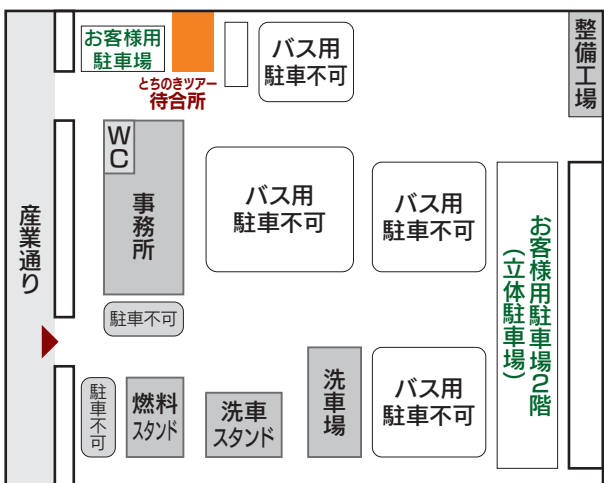 お客様用
駐車場
とちのきツアー
待合所
バス用
駐車不可
整備工場
WC
事務所
バス用
駐車不可
バス用
駐車不可
お客様用駐車場2階
(立体駐車場)
産業通り
駐車不可
駐車不可
燃料
スタンド
洗車
スタンド
洗車場
バス用
駐車不可